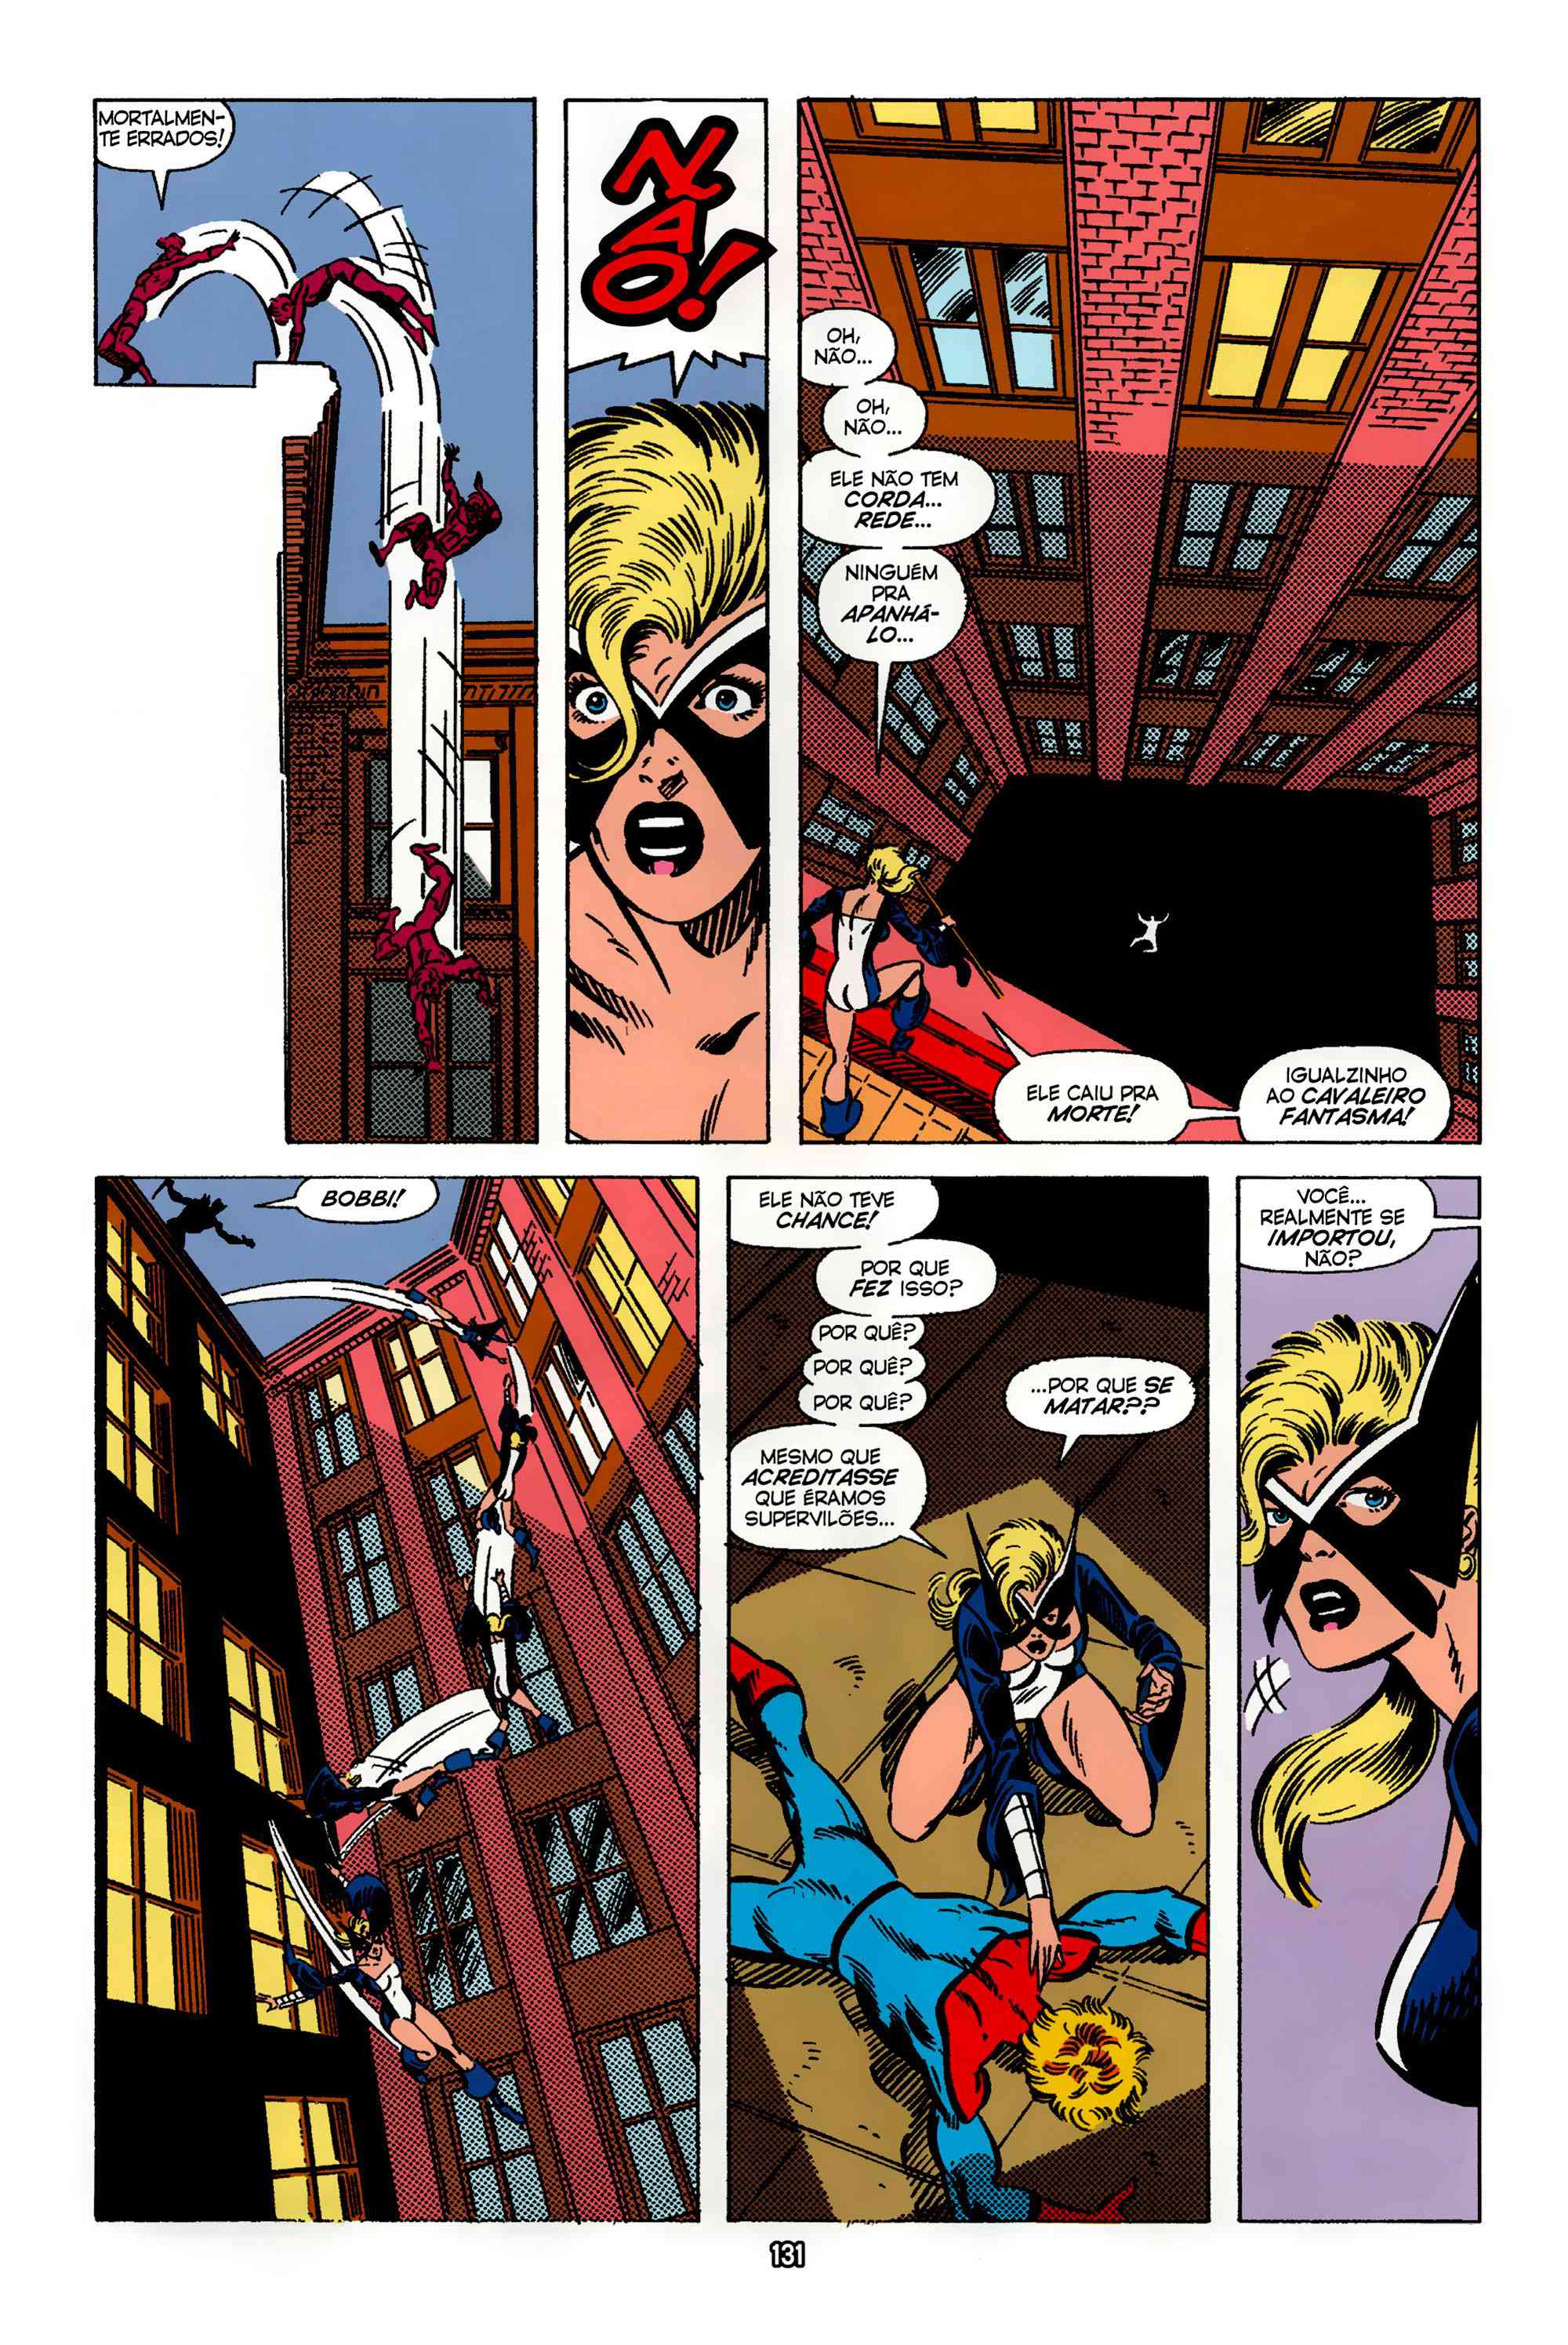 MORTALMEN-
TE ERRADOS!
NÃO!
OH,
NÃO...
OH,
NÃO...
ELE NÃO TEM
CORDA...
REDE...
NINGUÉM
PRA
APANHÁ-
LO...
ELE CAIU PRA
MORTE!
IGUALZINHO
AO CAVALEIRO
FANTASMA!
BOBBI!
ELE NÃO TEVE
CHANCE!
POR QUE
FEZ ISSO?
POR QUÊ?
POR QUÊ?
POR QUÊ?
MESMO QUE
ACREDITASSE
QUE ÉRAMOS
SUPERVILÕES...
...POR QUE SE
MATAR??
VOCÊ...
REALMENTE SE
IMPORTOU,
NÃO?
131